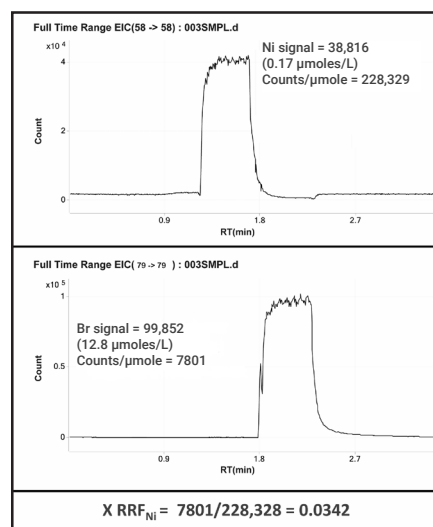 Full Time Range EIC(58 -> 58) : 003SMPL.d
x10 4
Ni signal = 38,816
(0.17 µmoles/L)
Counts/µmole = 228,329
4
2
0
Count
0.9 1.8 2.7
RT(min)
Full Time Range EIC( 79 -> 79 ) : 003SMPL.d
x10 5
1
Br signal = 99,852
(12.8 µmoles/L)
Counts/µmole = 7801
0.5
0
Count
0.9 1.8 2.7
RT(min)
X RRFNi = 7801/228,328 = 0.0342